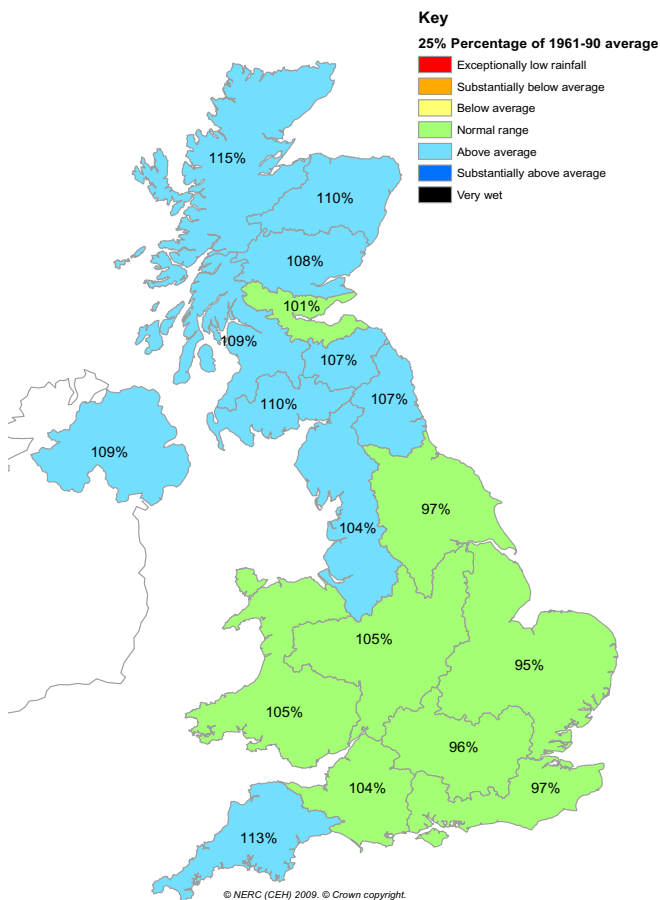 Key
25% Percentage of 1961-90 average
Exceptionally low rainfall
Substantially below average
Below average
Normal range
Above average
Substantially above average
Very wet
115%
110%
108%
101%
109%
107%
110%
107%
109%
97%
104%
105%
95%
105%
96%
104%
97%
113%
© NERC (CEH) 2009. © Crown copyright.